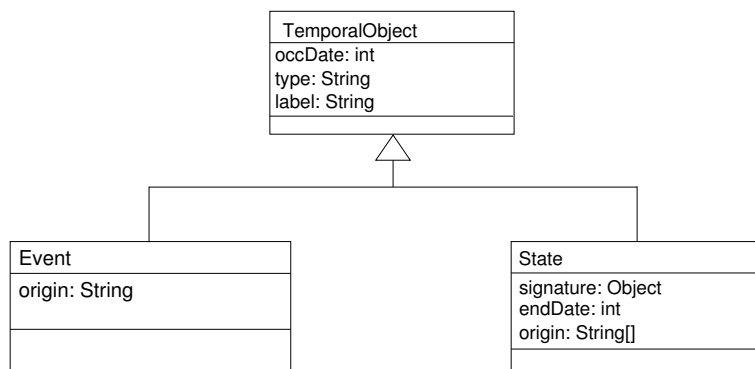 TemporalObject
occDate: int
type: String
label: String
Event
origin: String
State
signature: Object
endDate: int
origin: String[]